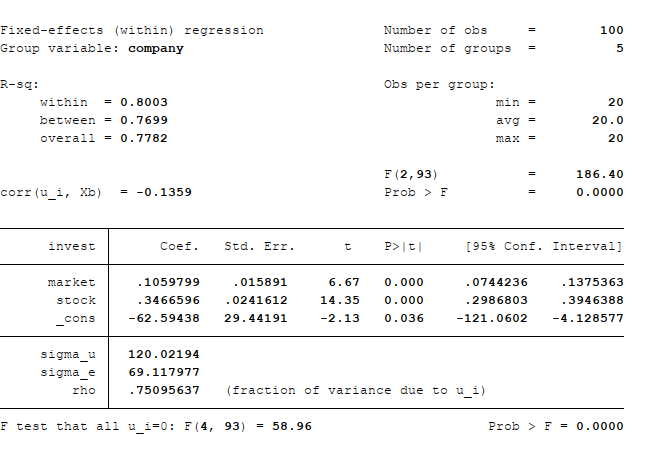 Fixed-effects (within) regression Number of obs = 100
Group variable: company Number of groups = 5
R-sq: Obs per group:
within = 0.8003 min = 20
between = 0.7699 avg = 20.0
overall = 0.7782 max = 20
F(2,93) = 186.40
corr(u_i, Xb) = -0.1359 Prob > F = 0.0000
invest Coef. Std. Err. t P>|t| [95% Conf. Interval]
market .1059799 .015891 6.67 0.000 .0744236 .1375363
stock .3466596 .0241612 14.35 0.000 .2986803 .3946388
_cons -62.59438 29.44191 -2.13 0.036 -121.0602 -4.128577
sigma_u 120.02194
sigma_e 69.117977
rho .75095637 (fraction of variance due to u_i)
F test that all u_i=0: F(4, 93) = 58.96 Prob > F = 0.0000